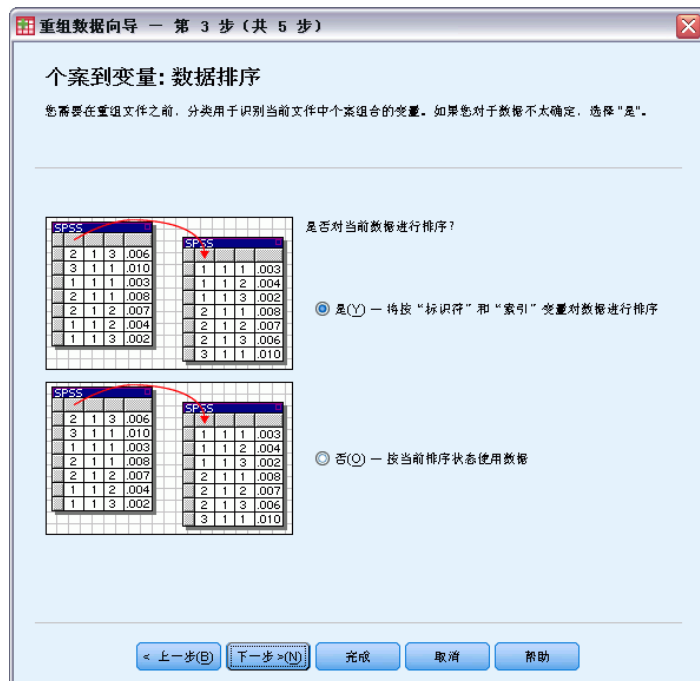 重组数据向导 — 第 3 步(共 5 步)
个案到变量: 数据排序
您需要在重组文件之前，分类用于识别当前文件中个案组合的变量。如果您对于数据不太确定，选择"是"。
是否对当前数据进行排序?
SPSS
2 1 3 .006
3 1 1 .010
1 1 1 .003
2 1 1 .008
2 1 2 .007
1 1 2 .004
1 1 3 .002
SPSS
1 1 1 .003
1 1 2 .004
1 1 3 .002
2 1 1 .008
2 1 2 .007
2 1 3 .006
3 1 1 .010
是(Y) — 将按“标识符”和“索引”变量对数据进行排序
SPSS
2 1 3 .006
3 1 1 .010
1 1 1 .003
2 1 1 .008
2 1 2 .007
1 1 2 .004
1 1 3 .002
SPSS
1 1 1 .003
1 1 2 .004
1 1 3 .002
2 1 1 .008
2 1 2 .007
2 1 3 .006
3 1 1 .010
否(O) — 按当前排序状态使用数据
< 上一步(B)
下一步 >(N)
完成
取消
帮助